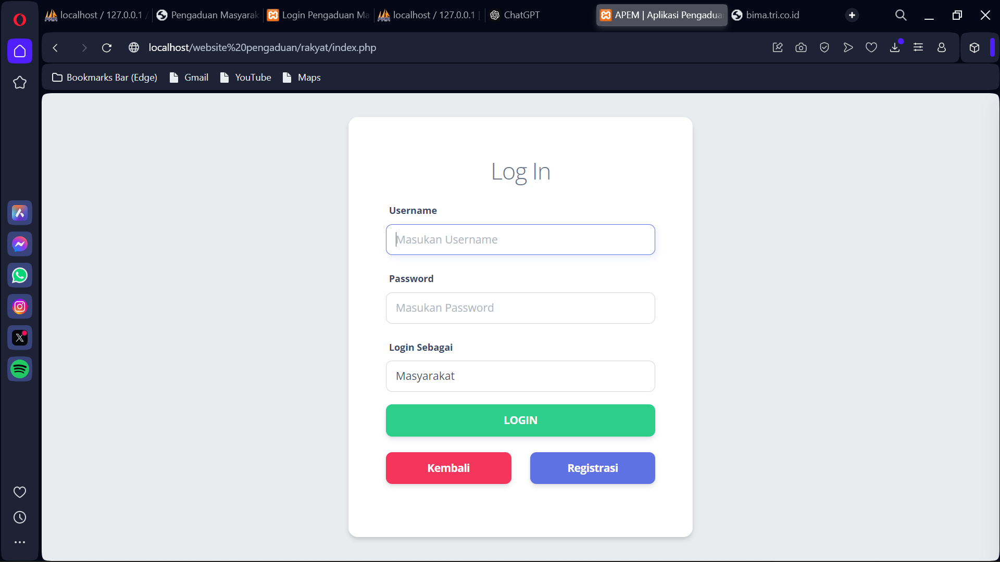 localhost / 127.0.0.1 /
Pengaduan Masyarak
Login Pengaduan Ma
localhost / 127.0.0.1 |
ChatGPT
APEM | Aplikasi Pengadua
bima.tri.co.id
localhost/website%20pengaduan/rakyat/index.php
Bookmarks Bar (Edge)
Gmail
YouTube
Maps
Log In
Username
Masukan Username
Password
Masukan Password
Login Sebagai
Masyarakat
LOGIN
Kembali
Registrasi